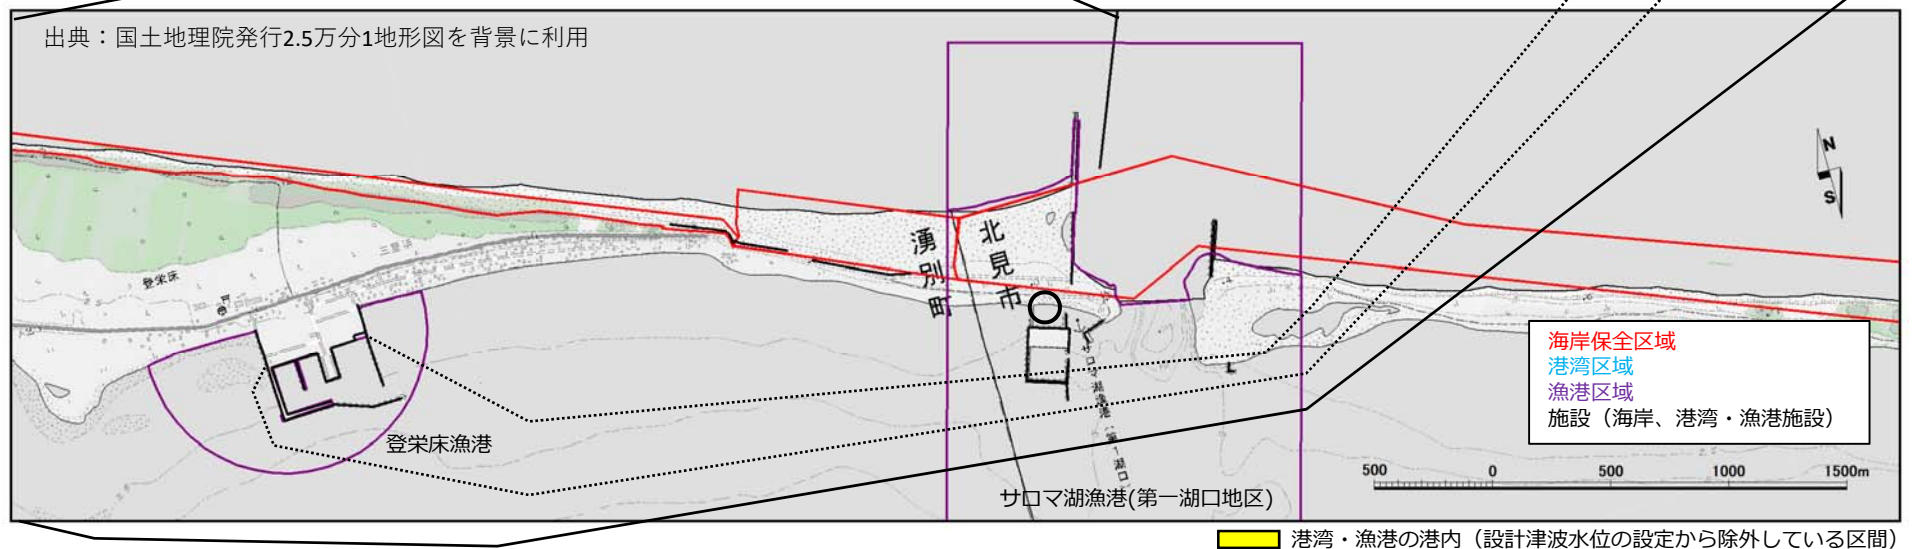 出典：国土地理院発行2.5万分1地形図を背景に利用
N
S
湧別町
北見市
三里浜
登栄床
登栄床漁港
サロマ湖漁港(第一湖口地区)
海岸保全区域
港湾区域
漁港区域
施設（海岸、港湾・漁港施設）
500 0 500 1000 1500m
港湾・漁港の港内（設計津波水位の設定から除外している区間）